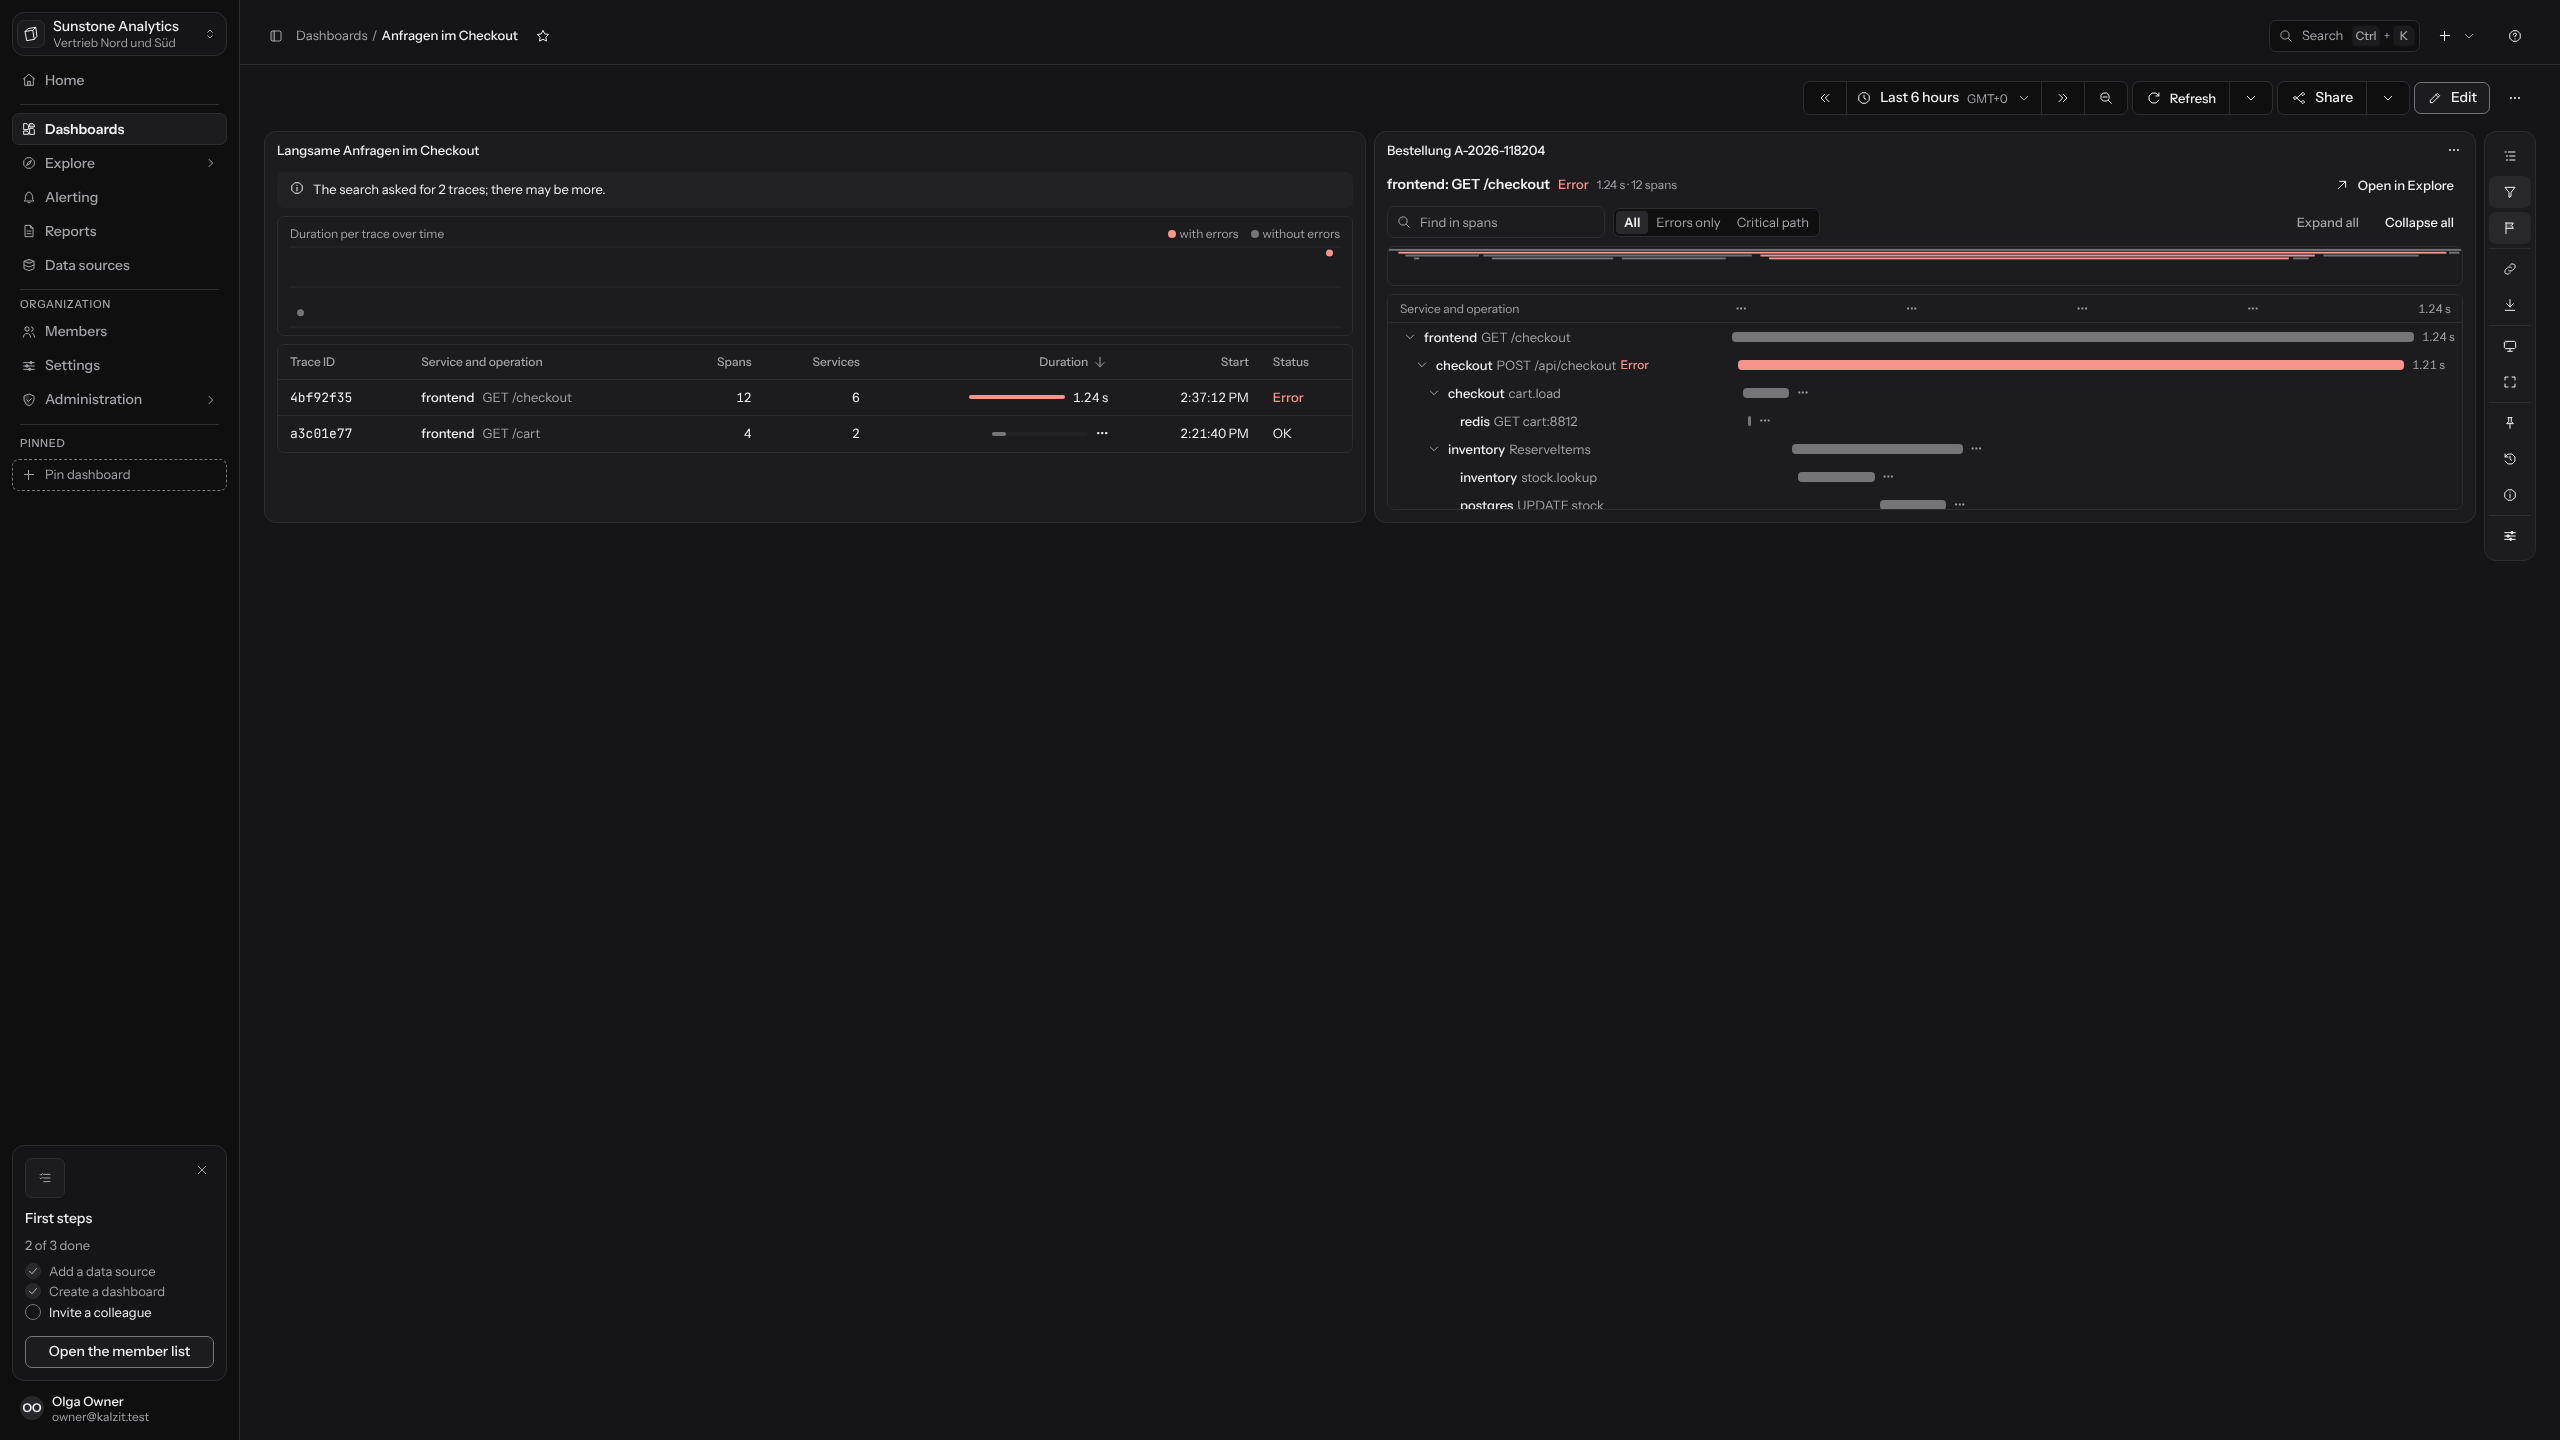 Sunstone Analytics
Vertrieb Nord und Süd
Home
Dashboards
Explore
Alerting
Reports
Data sources
ORGANIZATION
Members
Settings
Administration
PINNED
Pin dashboard
First steps
2 of 3 done
Add a data source
Create a dashboard
Invite a colleague
Open the member list
OO
Olga Owner
owner@kalzit.test
Dashboards / Anfragen im Checkout
Search Ctrl + K
Last 6 hours GMT+0
Refresh
Share
Edit
Langsame Anfragen im Checkout
The search asked for 2 traces; there may be more.
Duration per trace over time
with errors
without errors
Trace ID Service and operation Spans Services Duration Start Status
4bf92f35 frontend GET /checkout 12 6 1.24 s 2:37:12 PM Error
a3c01e77 frontend GET /cart 4 2 ... 2:21:40 PM OK
Bestellung A-2026-118204
frontend: GET /checkout Error 1.24 s · 12 spans
Open in Explore
Find in spans
All Errors only Critical path
Expand all Collapse all
Service and operation ... ... ... ... 1.24 s
frontend GET /checkout 1.24 s
checkout POST /api/checkout Error 1.21 s
checkout cart.load ...
redis GET cart:8812 ...
inventory ReserveItems ...
inventory stock.lookup ...
postgres UPDATE stock ...